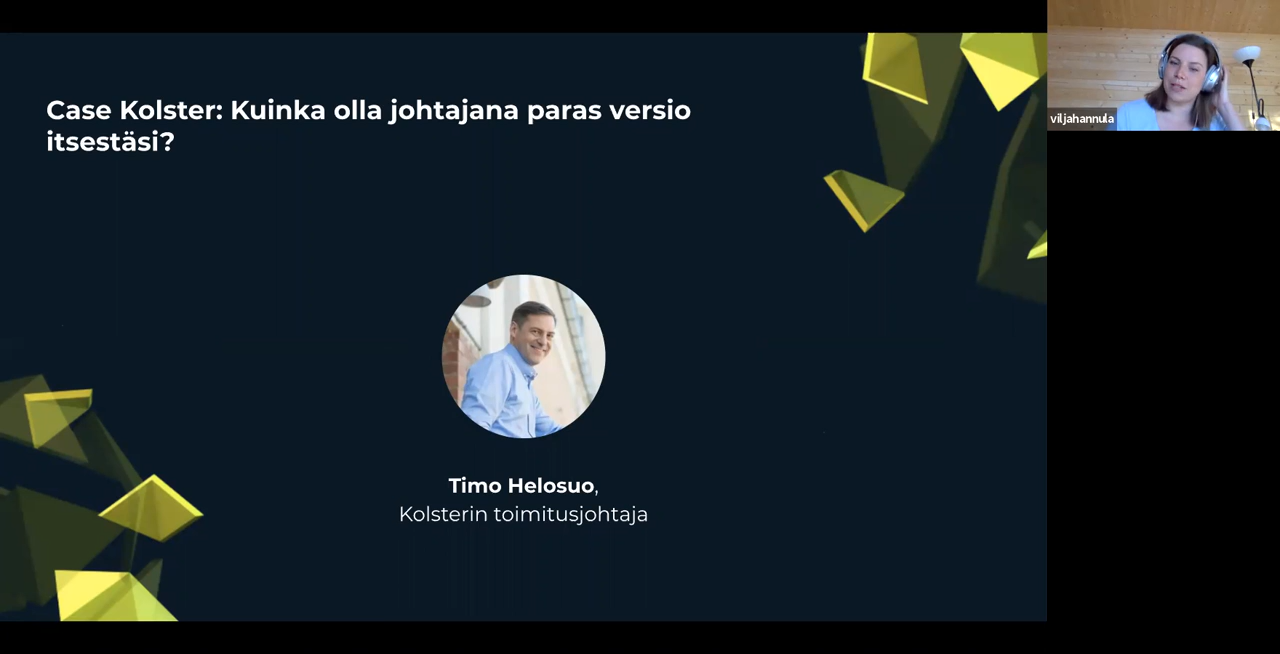 Case Kolster: Kuinka olla johtajana paras versio
itsestäsi?
viljahannula
Timo Helosuo,
Kolsterin toimitusjohtaja